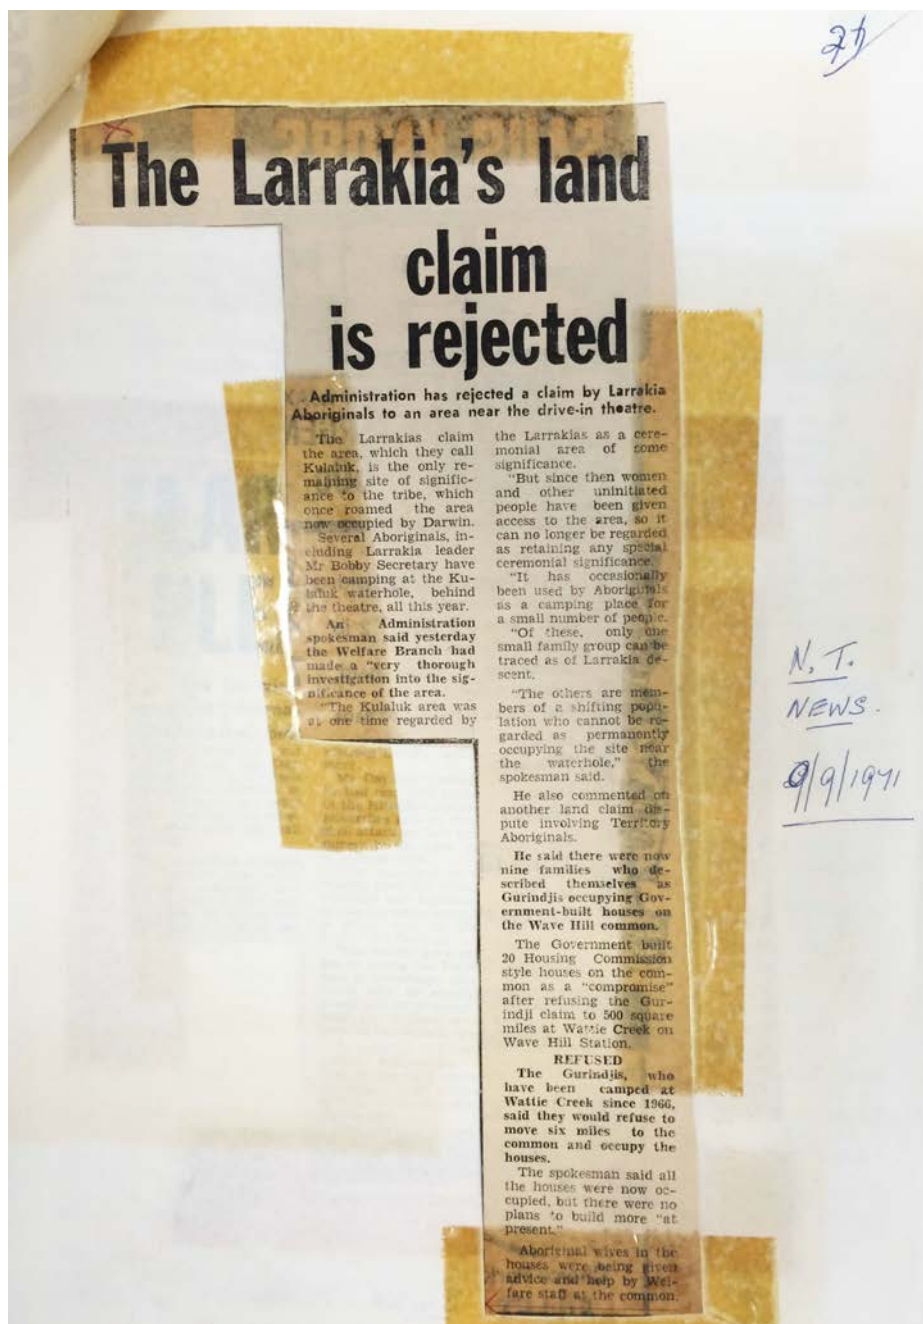 The Larrakia's land
claim
is rejected
Administration has rejected a claim by Larrakia
Aboriginals to an area near the drive-in theatre.
The Larrakias claim
the area, which they call
Kulaluk, is the only re-
maining site of signific-
ance to the tribe, which
once roamed the area
now occupied by Darwin.
Several Aboriginals, in-
cluding Larrakia leader
Mr Bobby Secretary have
been camping at the Ku-
laluk waterhole, behind
the theatre, all this year.
An Administration
spokesman said yesterday
the Welfare Branch had
made a "very thorough
investigation into the sig-
nificance of the area.
"The Kulaluk area was
at one time regarded by
the Larrakias as a cere-
monial area of some
significance.
"But since then women
and other uninitiated
people have been given
access to the area, so it
can no longer be regarded
as retaining any special
ceremonial significance.
"It has occasionally
been used by Aboriginals
as a camping place for
a small number of people.
"Of these, only one
small family group can be
traced as of Larrakia de-
scent.
"The others are mem-
bers of a shifting popu-
lation who cannot be re-
garded as permanently
occupying the site near
the waterhole," the
spokesman said.
He also commented on
another land claim dis-
pute involving Territory
Aboriginals.
He said there were now
nine families who de-
scribed themselves as
Gurindjis occupying Gov-
ernment-built houses on
the Wave Hill common.
The Government built
20 Housing Commission
style houses on the com-
mon as a "compromise"
after refusing the Gur-
indji claim to 500 square
miles at Wattie Creek on
Wave Hill Station.
REFUSED
The Gurindjis, who
have been camped at
Wattie Creek since 1966,
said they would refuse to
move six miles to the
common and occupy the
houses.
The spokesman said all
the houses were now oc-
cupied, but there were no
plans to build more "at
present."
Aboriginal wives in the
houses were being given
advice and help by Wel-
fare staff at the common.
N.T.
NEWS.
9/9/1971